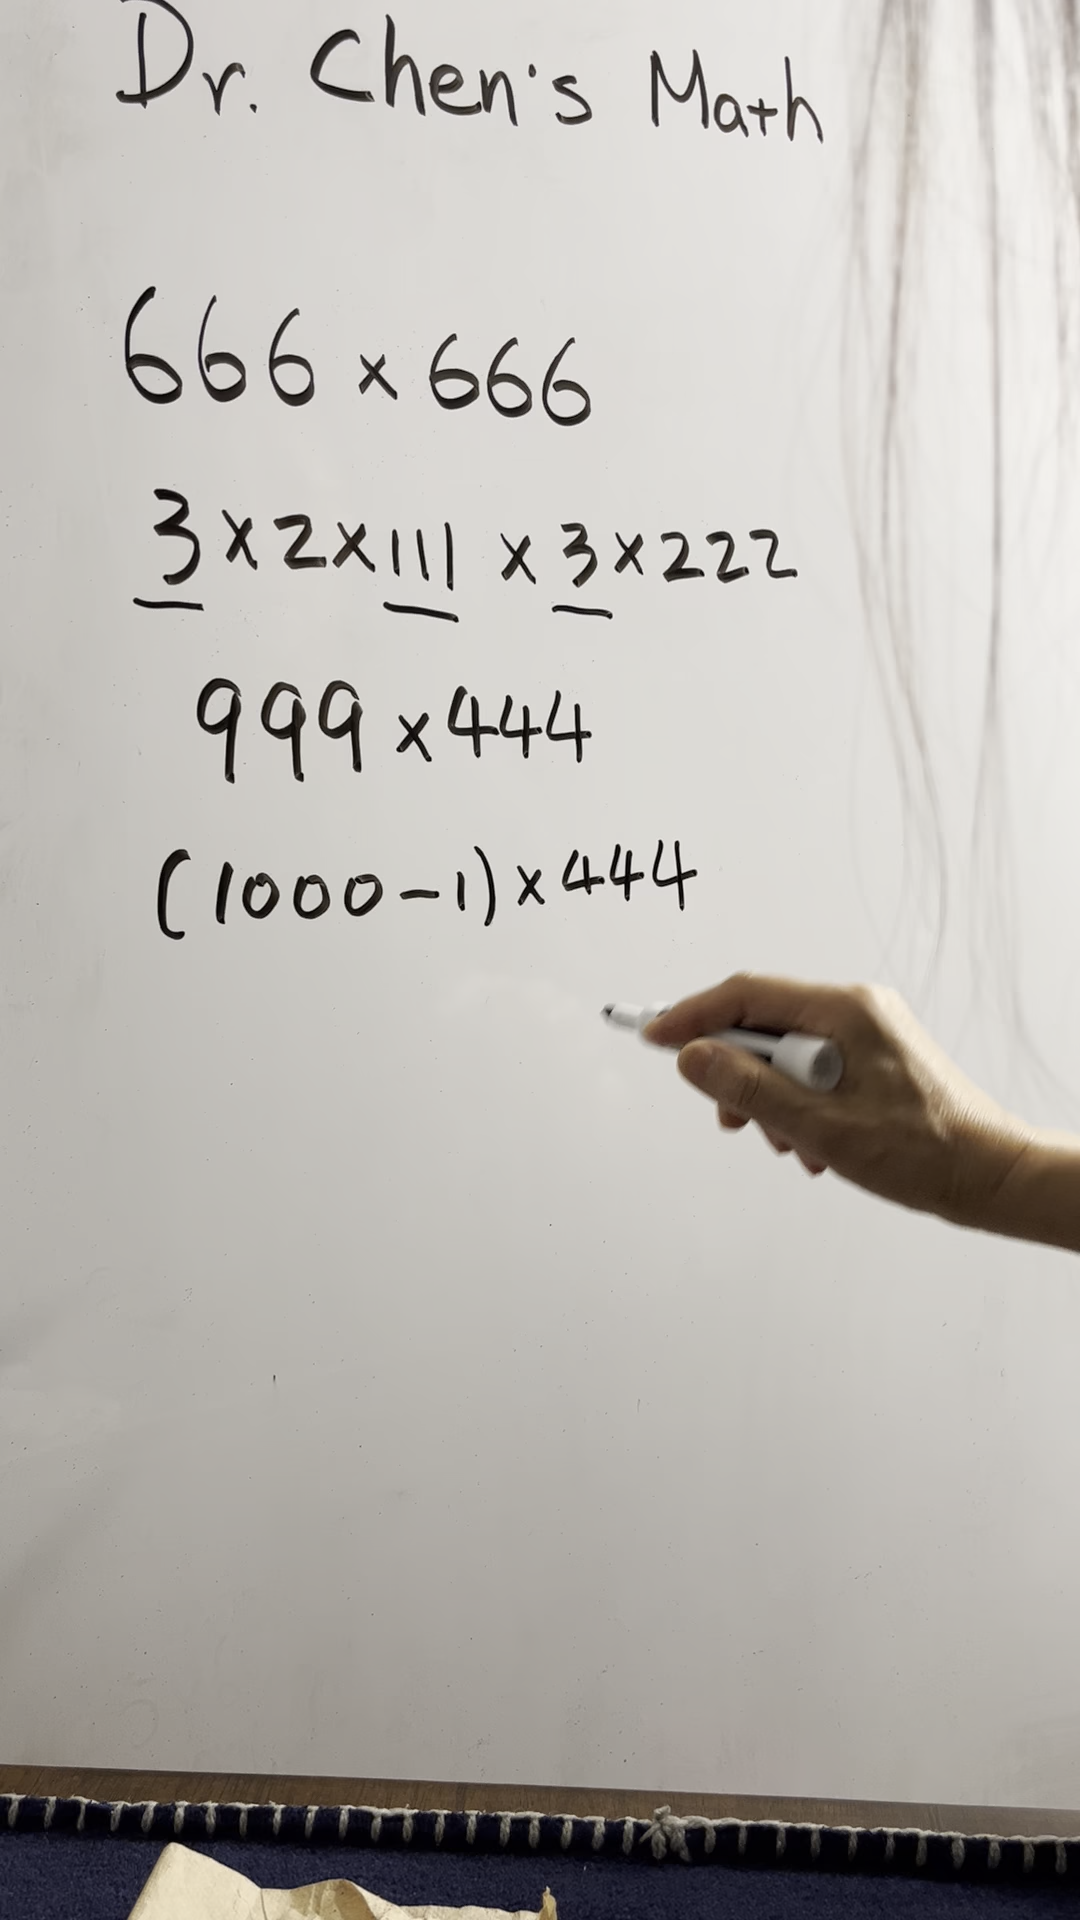 Dr. Chen's Math
666 × 666
3×2×111 × 3×222
999 × 444
(1000-1) × 444